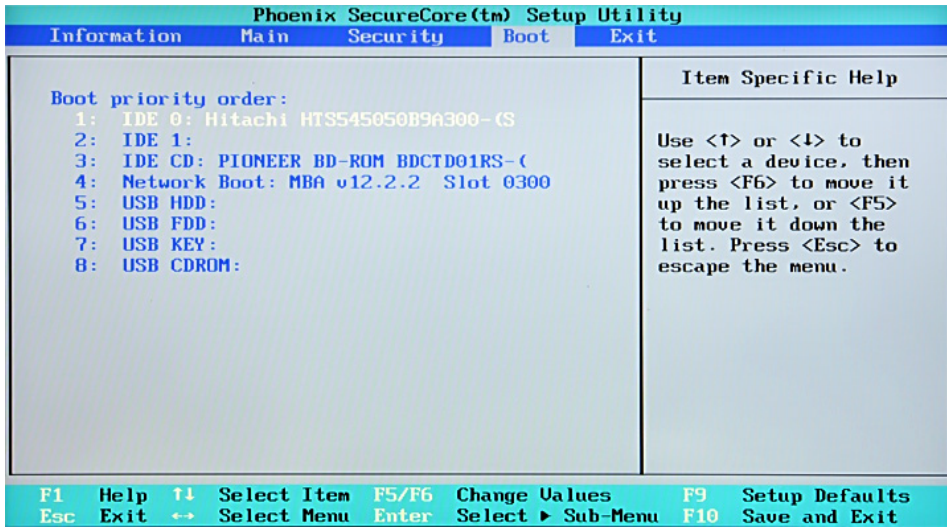 Phoenix SecureCore(tm) Setup Utility
Information Main Security Boot Exit
Item Specific Help
Boot priority order:
1: IDE 0: Hitachi HTS545050B9A300-(S
2: IDE 1:
3: IDE CD: PIONEER BD-ROM BDCTD01RS-(
4: Network Boot: MBA v12.2.2 Slot 0300
5: USB HDD:
6: USB FDD:
7: USB KEY:
8: USB CDROM:
Use <↑> or <↓> to
select a device, then
press <F6> to move it
up the list, or <F5>
to move it down the
list. Press <Esc> to
escape the menu.
F1 Help ↑↓ Select Item F5/F6 Change Values F9 Setup Defaults
Esc Exit ↔ Select Menu Enter Select ▶ Sub-Menu F10 Save and Exit